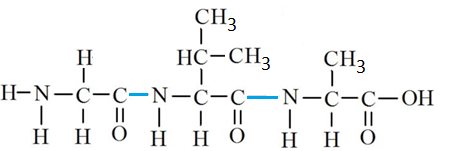 CH3
H HC–CH3 CH3
H–N–C–C–N–C–C–N–C–C–OH
H H O H H O H H O